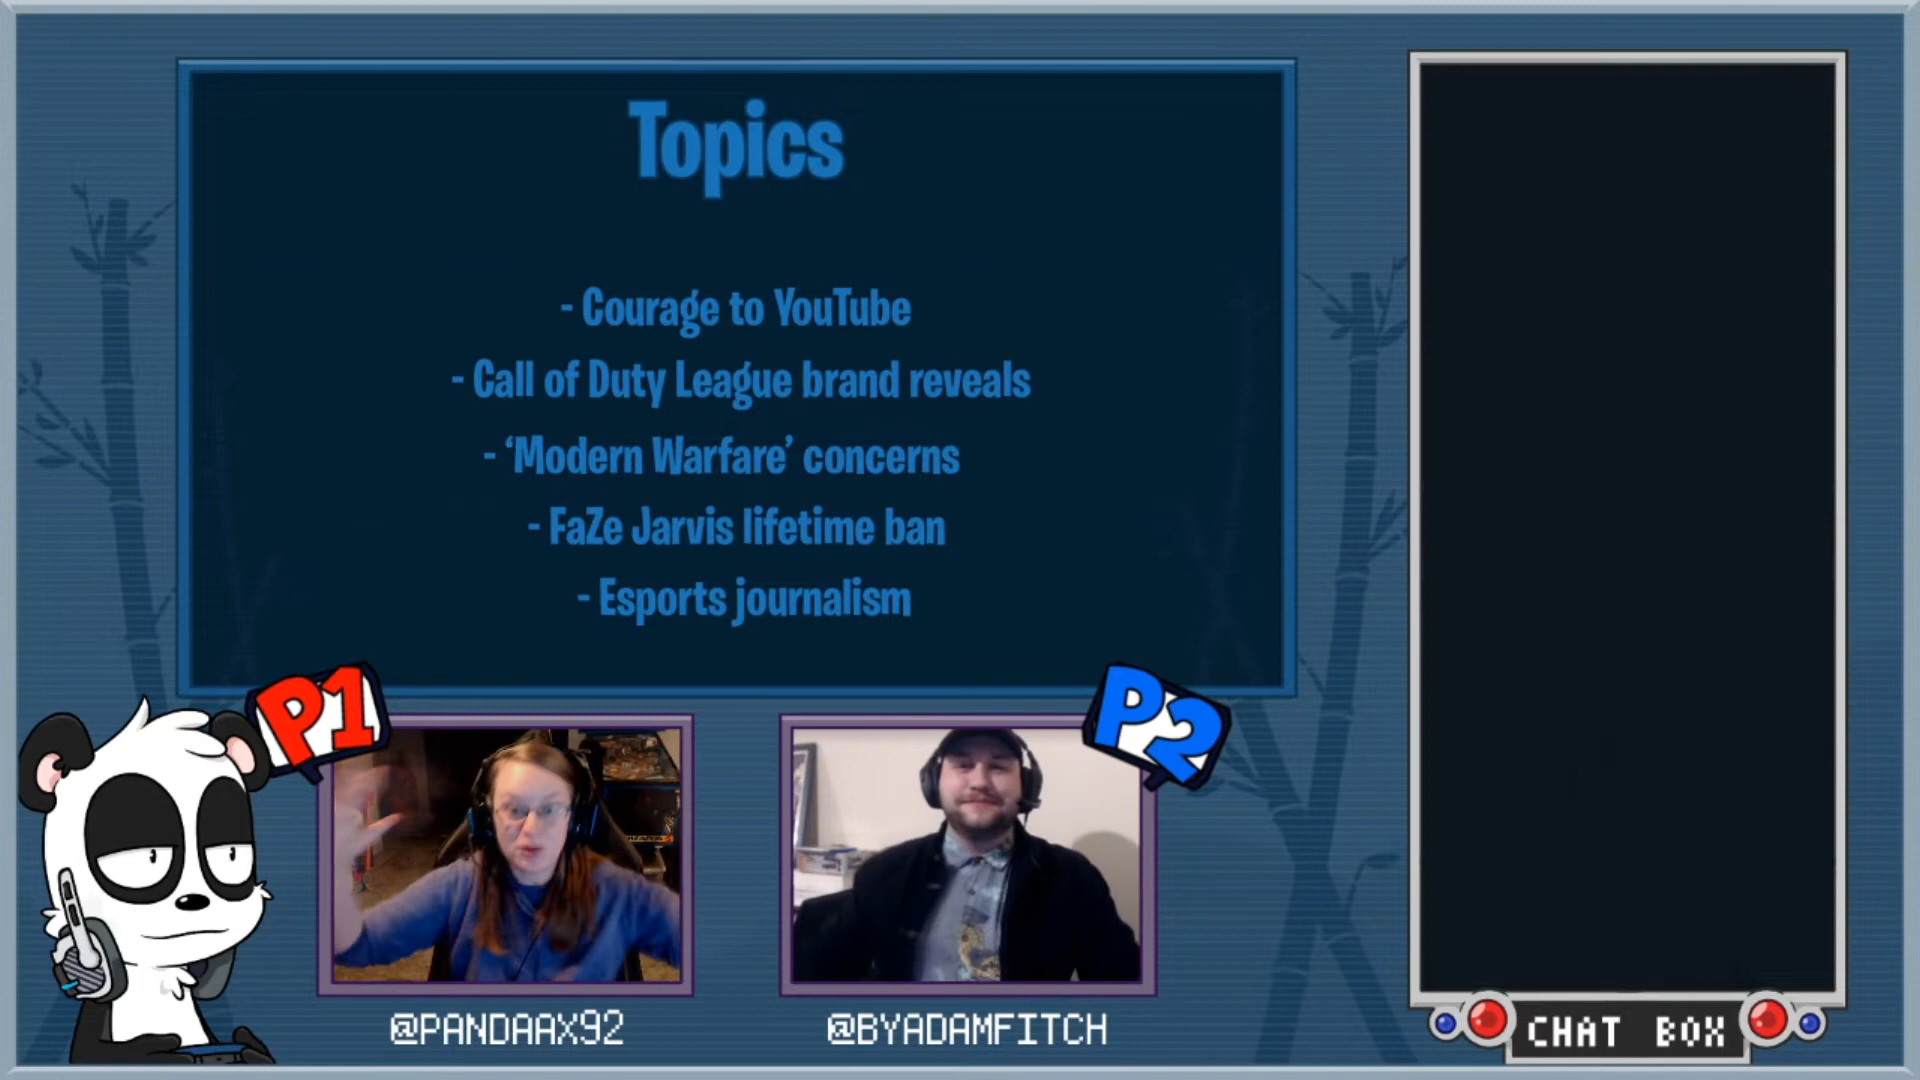 Topics
- Courage to YouTube
- Call of Duty League brand reveals
- ‘Modern Warfare’ concerns
- FaZe Jarvis lifetime ban
- Esports journalism
P1
P2
@PANDAAX92
@BYADAMFITCH
CHAT BOX